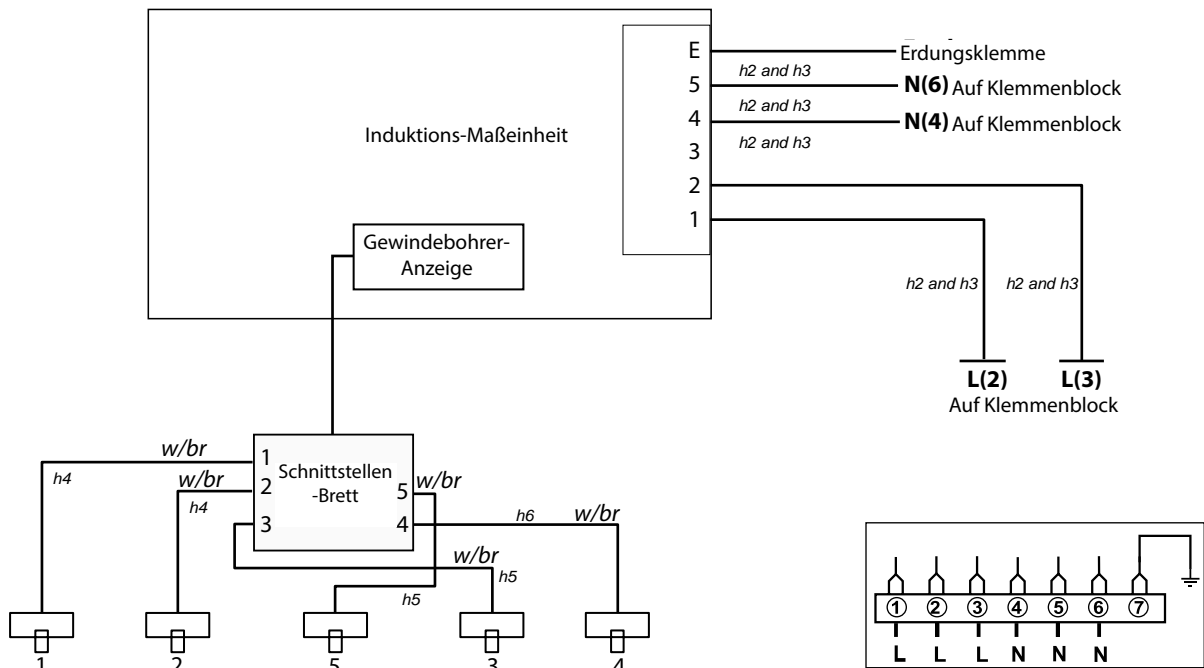 E
Erdungsklemme
h2 and h3
5
N(6) Auf Klemmenblock
h2 and h3
4
N(4) Auf Klemmenblock
Induktions-Maßeinheit
h2 and h3
3
2
1
Gewindebohrer-
Anzeige
h2 and h3
h2 and h3
L(2)
L(3)
Auf Klemmenblock
w/br
1
h4
w/br
2
h4
Schnittstellen
-Brett
5
w/br
3
4
h6
w/br
w/br
h5
h5
1
2
5
3
4
1 2 3 4 5 6 7
L L L N N N